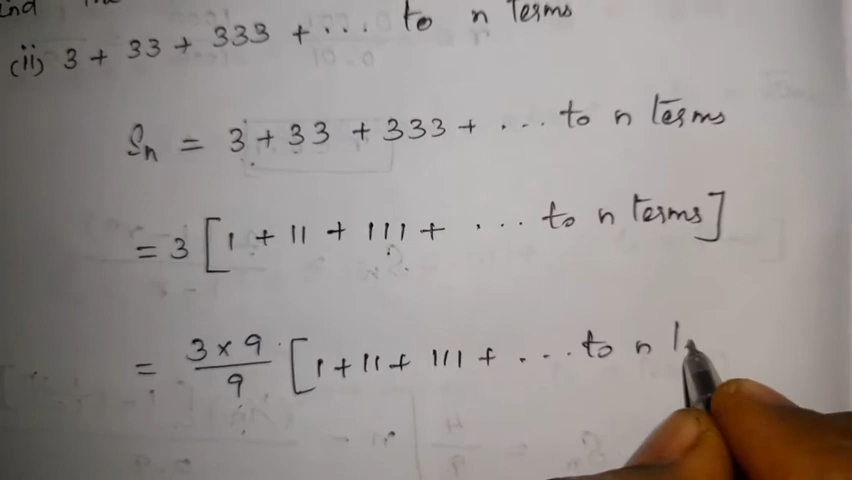 (ii) 3 + 33 + 333 + ... to n terms
Sn = 3 + 33 + 333 + ... to n terms
= 3 [1 + 11 + 111 + ... to n terms]
= 3 × 9 / 9 [1 + 11 + 111 + ... to n